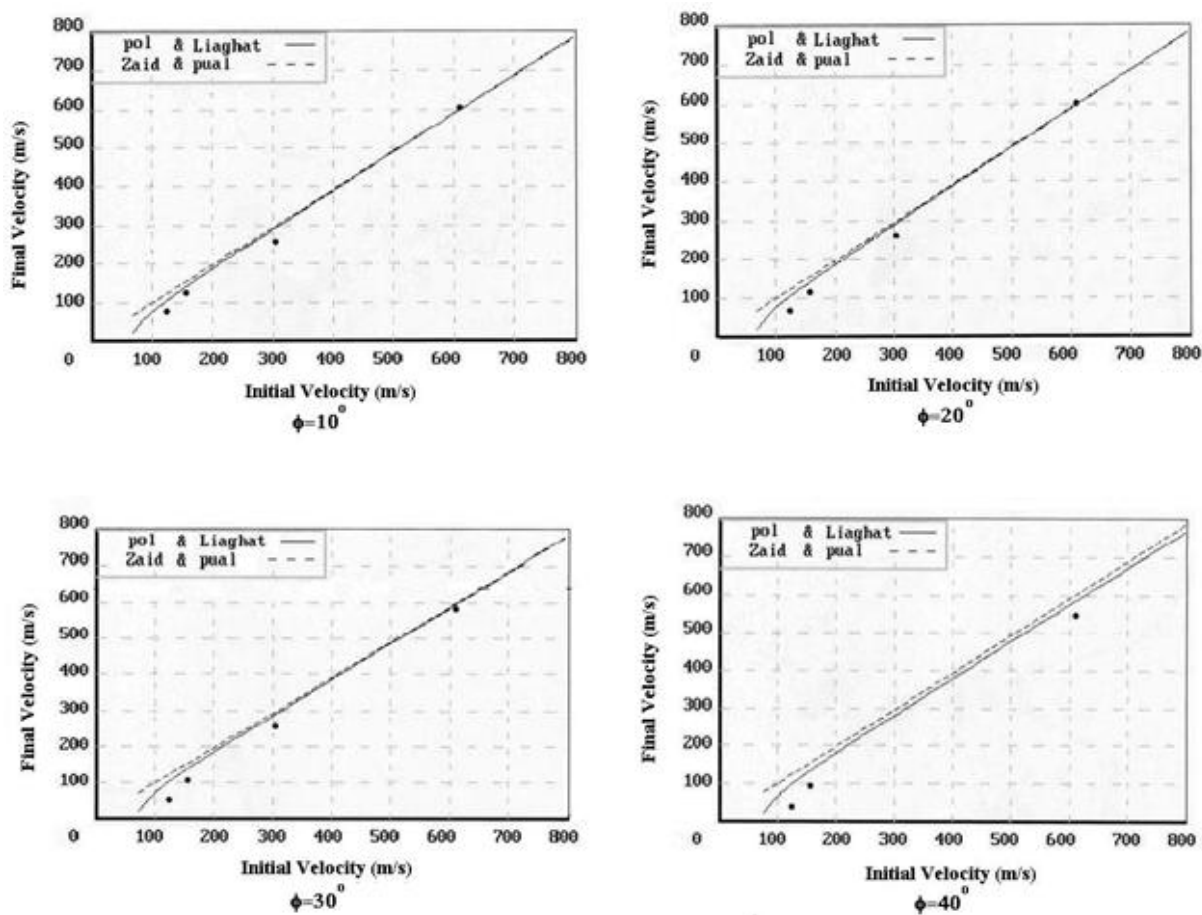 800
pol & Liaghat
Zaid & pual
700
600
500
400
300
200
100
0
100 200 300 400 500 600 700 800
Final Velocity (m/s)
Initial Velocity (m/s)
ϕ=10°
800
pol & Liaghat
Zaid & pual
700
600
500
400
300
200
100
0
100 200 300 400 500 600 700 800
Final Velocity (m/s)
Initial Velocity (m/s)
ϕ=20°
800
pol & Liaghat
Zaid & pual
700
600
500
400
300
200
100
0
100 200 300 400 500 600 700 800
Final Velocity (m/s)
Initial Velocity (m/s)
ϕ=30°
800
pol & Liaghat
Zaid & pual
700
600
500
400
300
200
100
0
100 200 300 400 500 600 700 800
Final Velocity (m/s)
Initial Velocity (m/s)
ϕ=40°